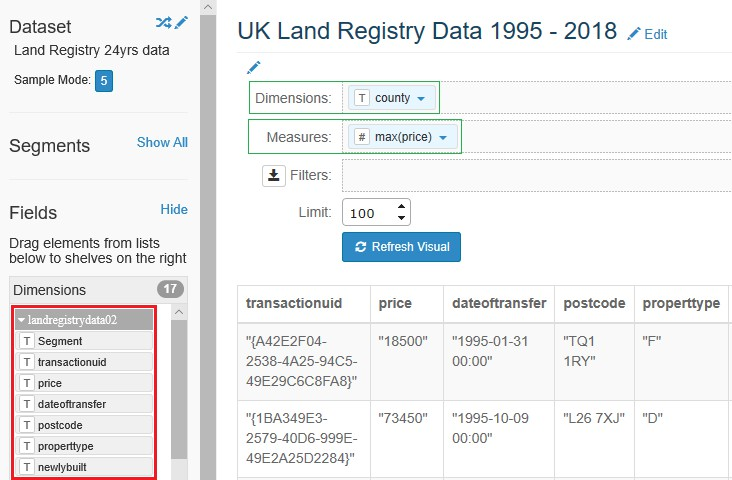 Dataset
Land Registry 24yrs data
Sample Mode: 5
Segments Show All
Fields Hide
Drag elements from lists
below to shelves on the right
Dimensions 17
landregistrydata02
T Segment
T transactionuid
T price
T dateoftransfer
T postcode
T propertytype
T newlybuilt
UK Land Registry Data 1995 - 2018 Edit
Dimensions: T county
Measures: # max(price)
Filters:
Limit: 100
Refresh Visual
transactionuid price dateoftransfer postcode propertytype
"{A42E2F04- "18500" "1995-01-31 "TQ1 "F"
2538-4A25-94C5- 00:00" 1RY"
49E29C6C8FA8}"
"{1BA349E3- "73450" "1995-10-09 "L26 7XJ" "D"
2579-40D6-999E- 00:00"
49E2A25D2284}"